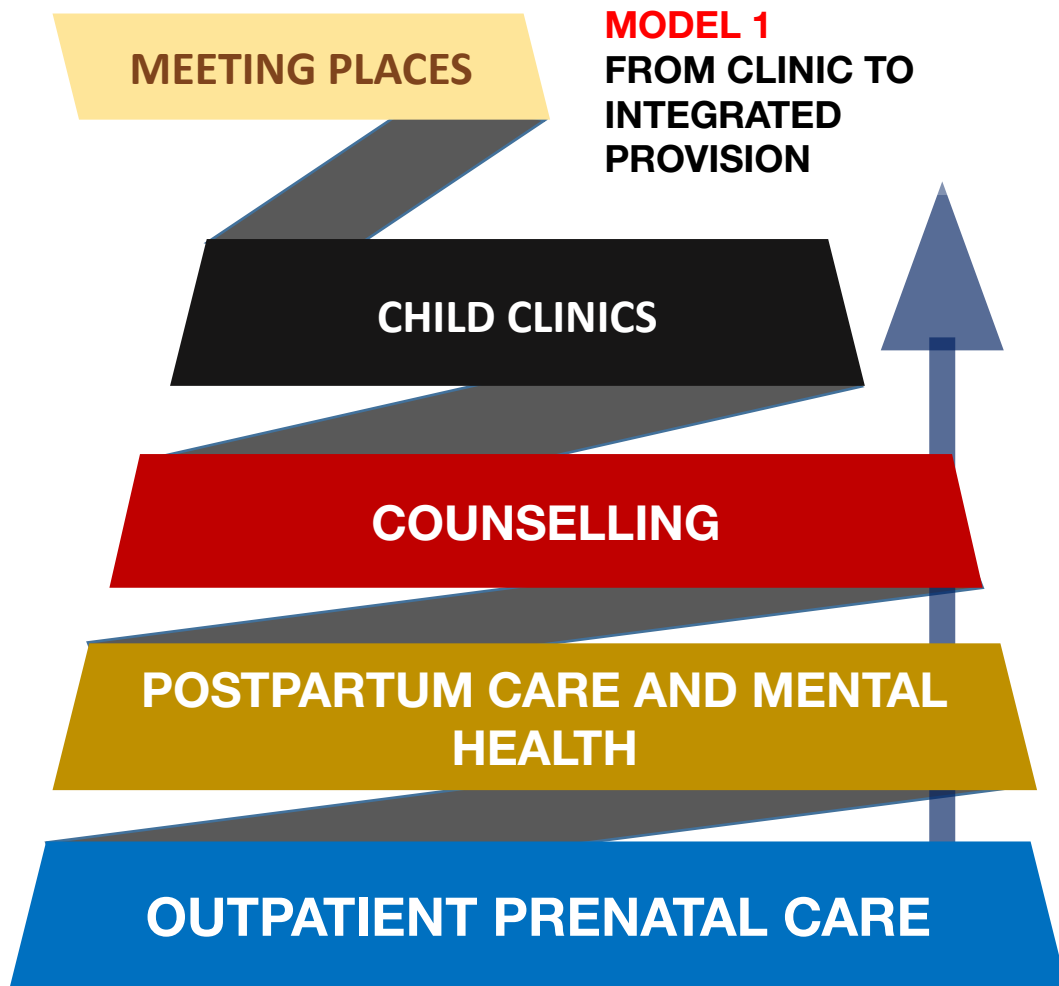 MEETING PLACES
MODEL 1
FROM CLINIC TO
INTEGRATED
PROVISION
CHILD CLINICS
COUNSELLING
POSTPARTUM CARE AND MENTAL
HEALTH
OUTPATIENT PRENATAL CARE